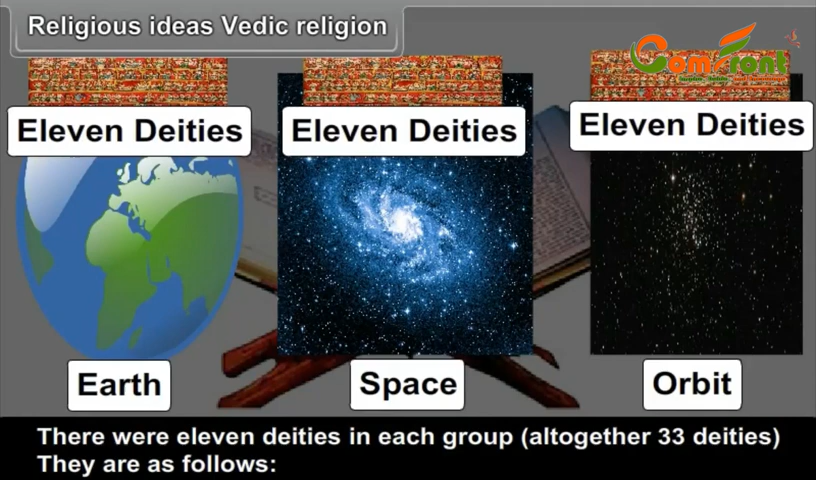 Religious ideas Vedic religion
Comfront
Eleven Deities
Eleven Deities
Eleven Deities
Earth
Space
Orbit
There were eleven deities in each group (altogether 33 deities)
They are as follows: